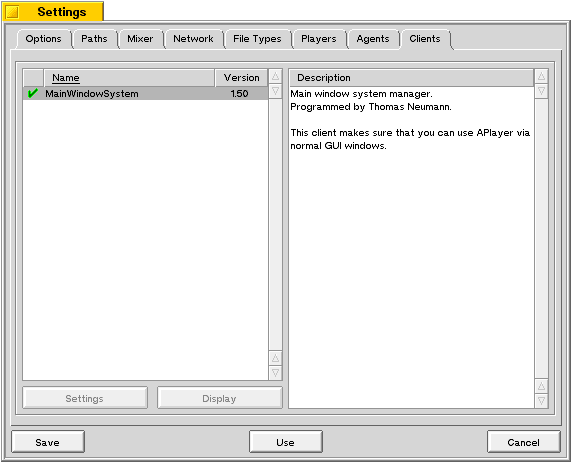 Settings
Options Paths Mixer Network File Types Players Agents Clients
Name Version
MainWindowSystem 1.50
Description
Main window system manager.
Programmed by Thomas Neumann.
This client makes sure that you can use APlayer via
normal GUI windows.
Settings Display
Save Use Cancel